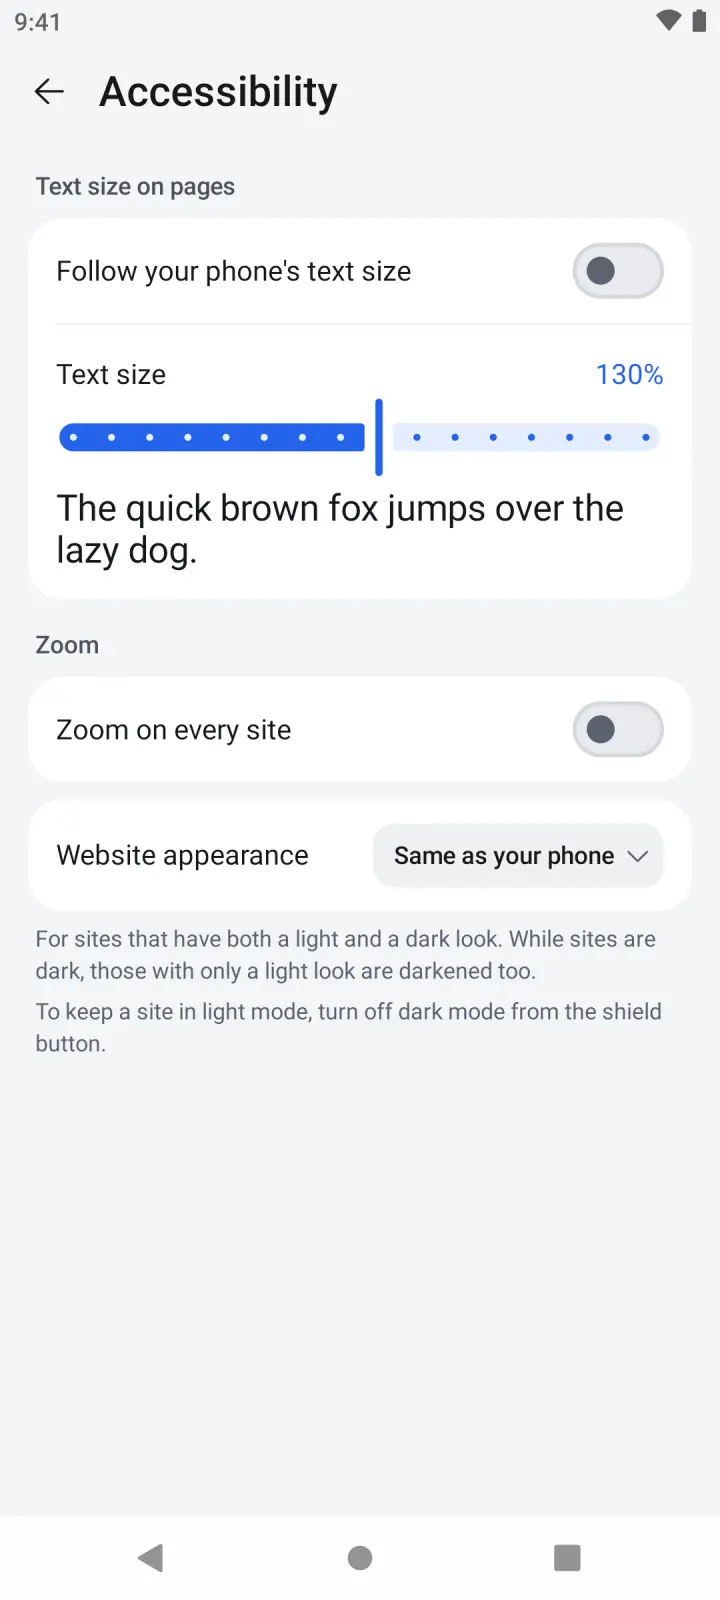 9:41
Accessibility
Text size on pages
Follow your phone's text size
Text size
130%
The quick brown fox jumps over the
lazy dog.
Zoom
Zoom on every site
Website appearance
Same as your phone
For sites that have both a light and a dark look. While sites are
dark, those with only a light look are darkened too.
To keep a site in light mode, turn off dark mode from the shield
button.